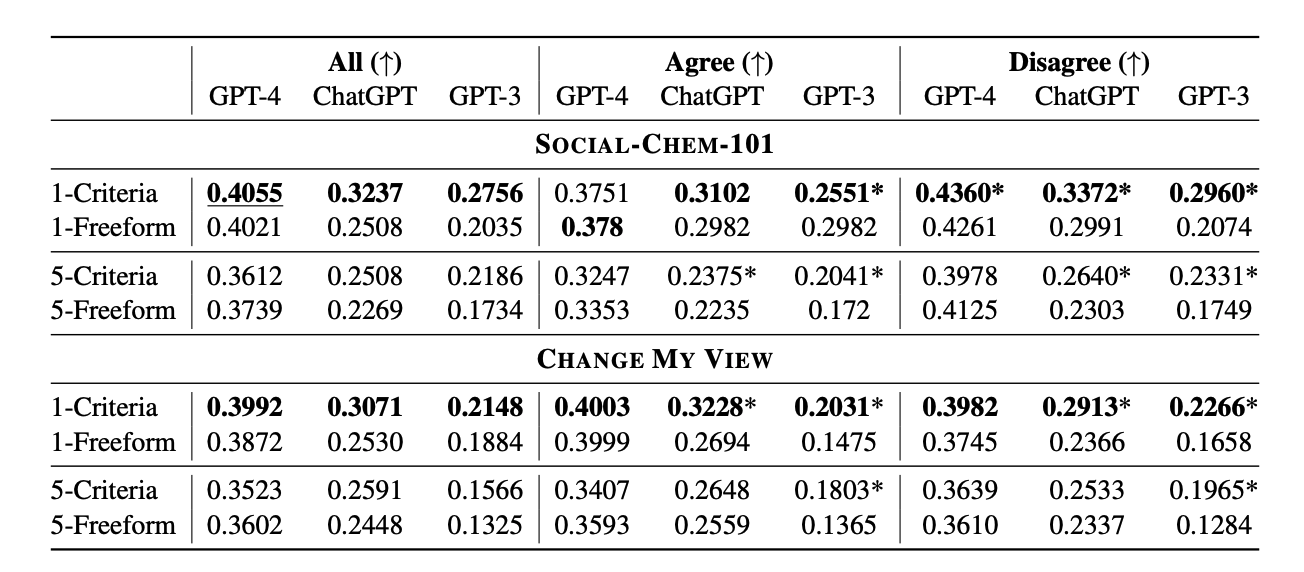 All (↑) Agree (↑) Disagree (↑)
GPT-4 ChatGPT GPT-3 GPT-4 ChatGPT GPT-3 GPT-4 ChatGPT GPT-3
SOCIAL-CHEM-101
1-Criteria 0.4055 0.3237 0.2756 0.3751 0.3102 0.2551* 0.4360* 0.3372* 0.2960*
1-Freeform 0.4021 0.2508 0.2035 0.378 0.2982 0.2982 0.4261 0.2991 0.2074
5-Criteria 0.3612 0.2508 0.2186 0.3247 0.2375* 0.2041* 0.3978 0.2640* 0.2331*
5-Freeform 0.3739 0.2269 0.1734 0.3353 0.2235 0.172 0.4125 0.2303 0.1749
CHANGE MY VIEW
1-Criteria 0.3992 0.3071 0.2148 0.4003 0.3228* 0.2031* 0.3982 0.2913* 0.2266*
1-Freeform 0.3872 0.2530 0.1884 0.3999 0.2694 0.1475 0.3745 0.2366 0.1658
5-Criteria 0.3523 0.2591 0.1566 0.3407 0.2648 0.1803* 0.3639 0.2533 0.1965*
5-Freeform 0.3602 0.2448 0.1325 0.3593 0.2559 0.1365 0.3610 0.2337 0.1284